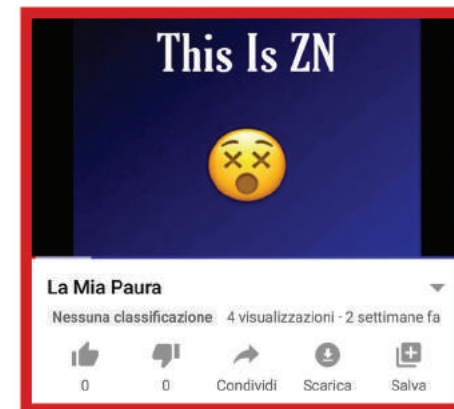 This Is ZN
La Mia Paura
Nessuna classificazione 4 visualizzazioni · 2 settimane fa
0 0 Condividi Scarica Salva